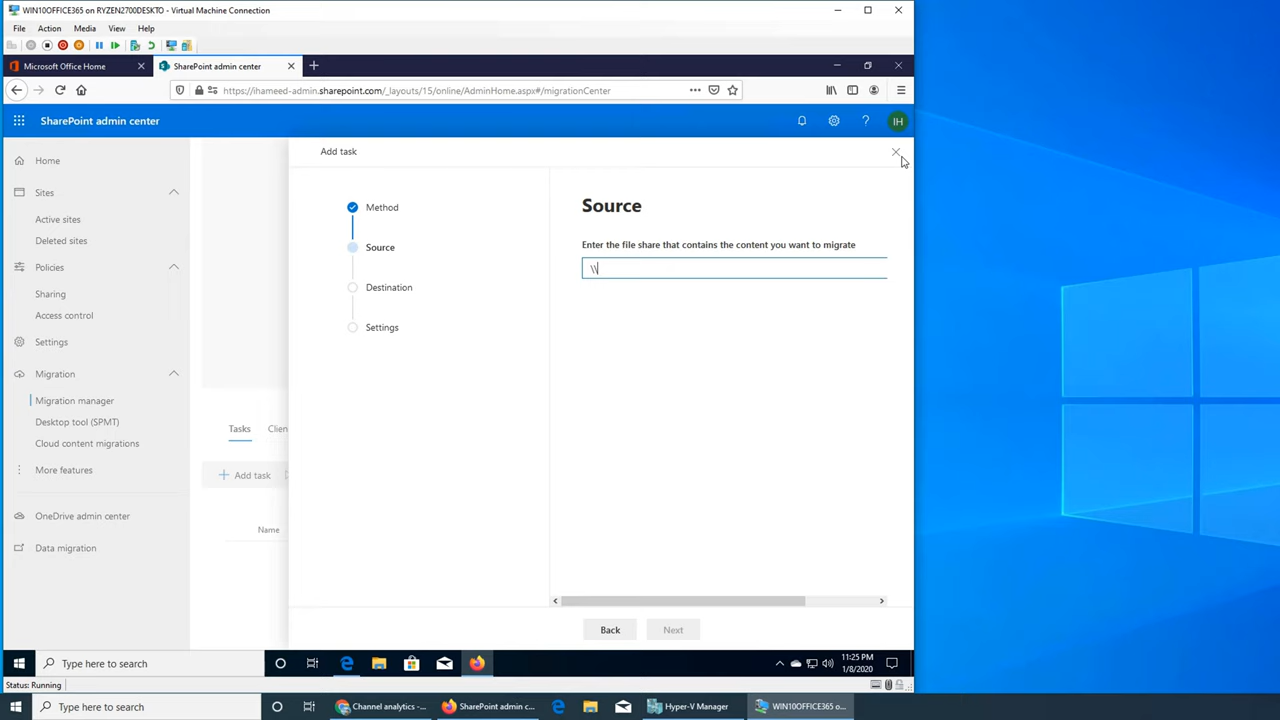 WIN10OFFICE365 on RYZEN2700DESKTO - Virtual Machine Connection
File Action Media View Help
Microsoft Office Home
SharePoint admin center
https://ihameed-admin.sharepoint.com/_layouts/15/online/AdminHome.aspx#/migrationCenter
SharePoint admin center
? IH
Home
Sites
Active sites
Deleted sites
Policies
Sharing
Access control
Settings
Migration
Migration manager
Desktop tool (SPMT)
Cloud content migrations
More features
OneDrive admin center
Data migration
Tasks Clien
+ Add task
Name
Add task
Method
Source
Destination
Settings
Source
Enter the file share that contains the content you want to migrate
\\
Back Next
Type here to search
11:25 PM
1/8/2020
Status: Running
Type here to search
Channel analytics -...
SharePoint admin c...
Hyper-V Manager
WIN10OFFICE365 o...